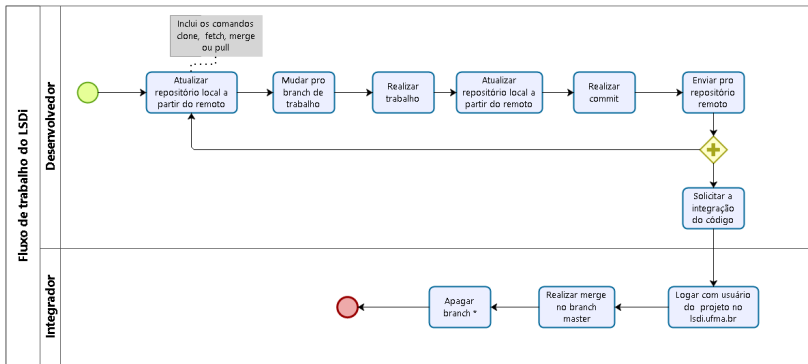 Fluxo de trabalho do LSDi
Desenvolvedor
Inclui os comandos
clone, fetch, merge
ou pull
Atualizar
repositório local a
partir do remoto
Mudar pro
branch de
trabalho
Realizar
trabalho
Atualizar
repositório local a
partir do remoto
Realizar
commit
Enviar pro
repositório
remoto
Solicitar a
integração
do código
Integrador
Apagar
branch *
Realizar merge
no branch
master
Logar com usuário
do projeto no
lsdi.ufma.br